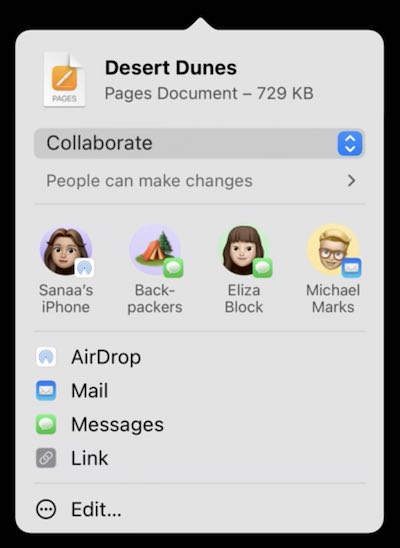 Desert Dunes
PAGES
Pages Document – 729 KB
Collaborate
People can make changes
Sanaa's
iPhone
Back-
packers
Eliza
Block
Michael
Marks
AirDrop
Mail
Messages
Link
Edit...